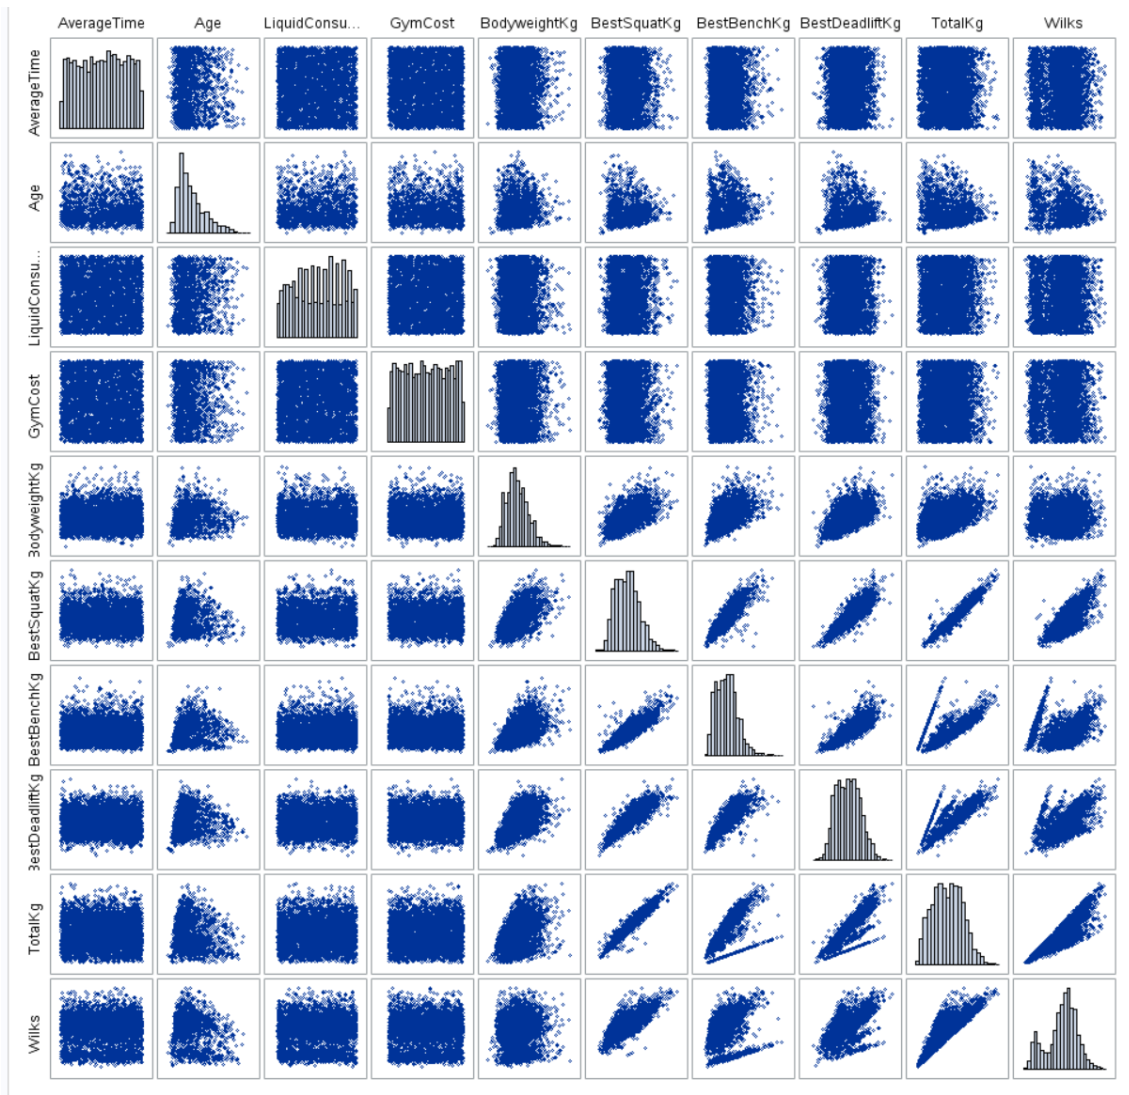 AverageTime Age LiquidConsu... GymCost BodyweightKg BestSquatKg BestBenchKg BestDeadliftKg TotalKg Wilks
AverageTime
Age
LiquidConsu...
GymCost
3odyweightKg
BestSquatKg
BestBenchKg
3estDeadliftKg
TotalKg
Wilks